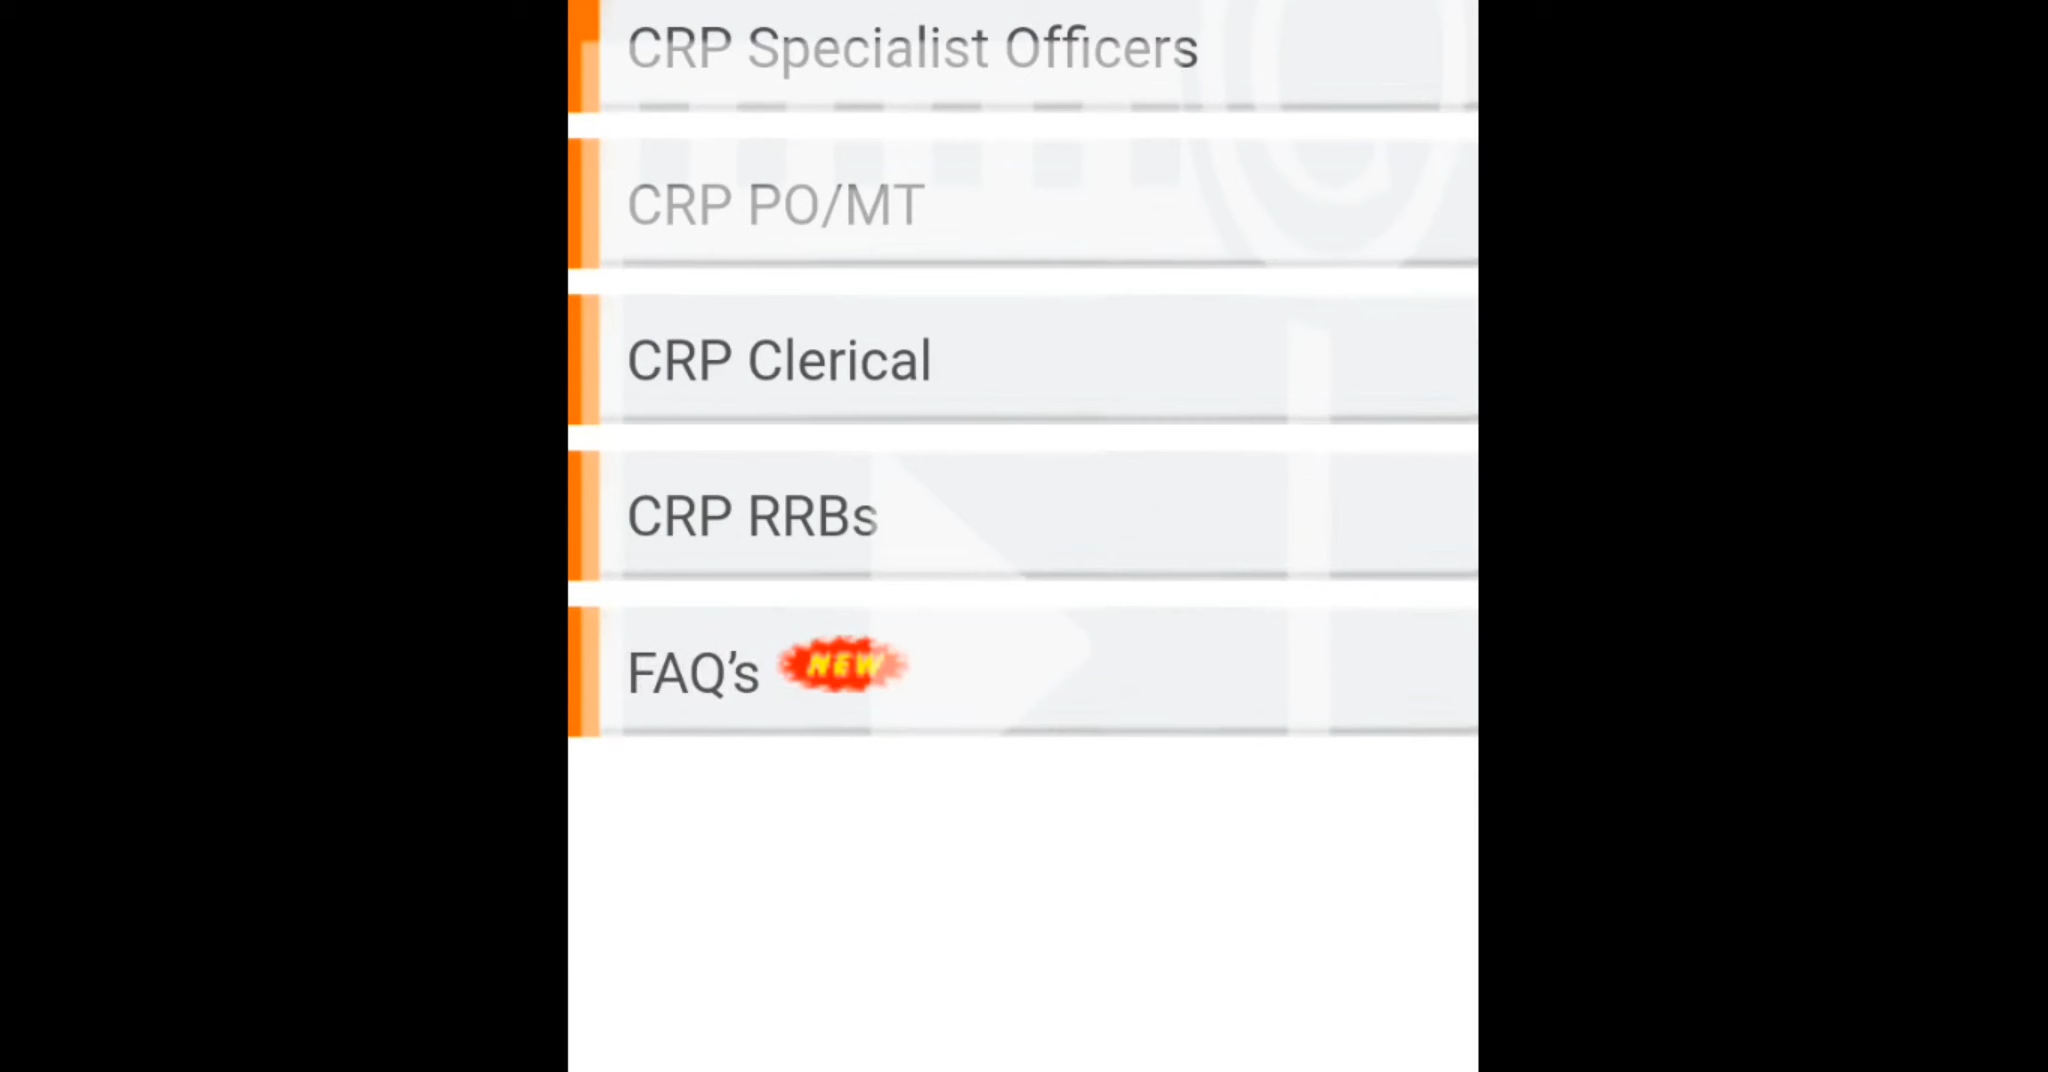 CRP Specialist Officers
CRP PO/MT
CRP Clerical
CRP RRBs
FAQ’s NEW